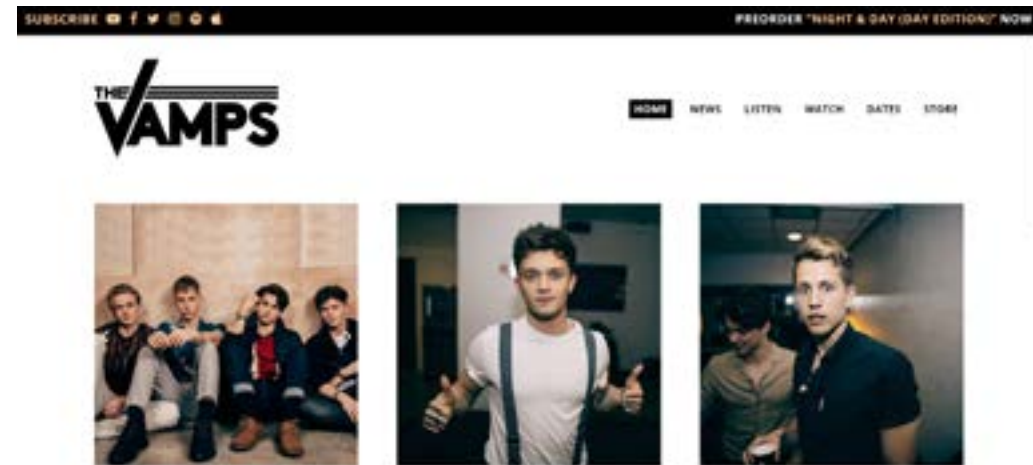 SUBSCRIBE
PREORDER "NIGHT & DAY (DAY EDITION)" NOW
THE
VAMPS
HOME NEWS LISTEN WATCH DATES STORE